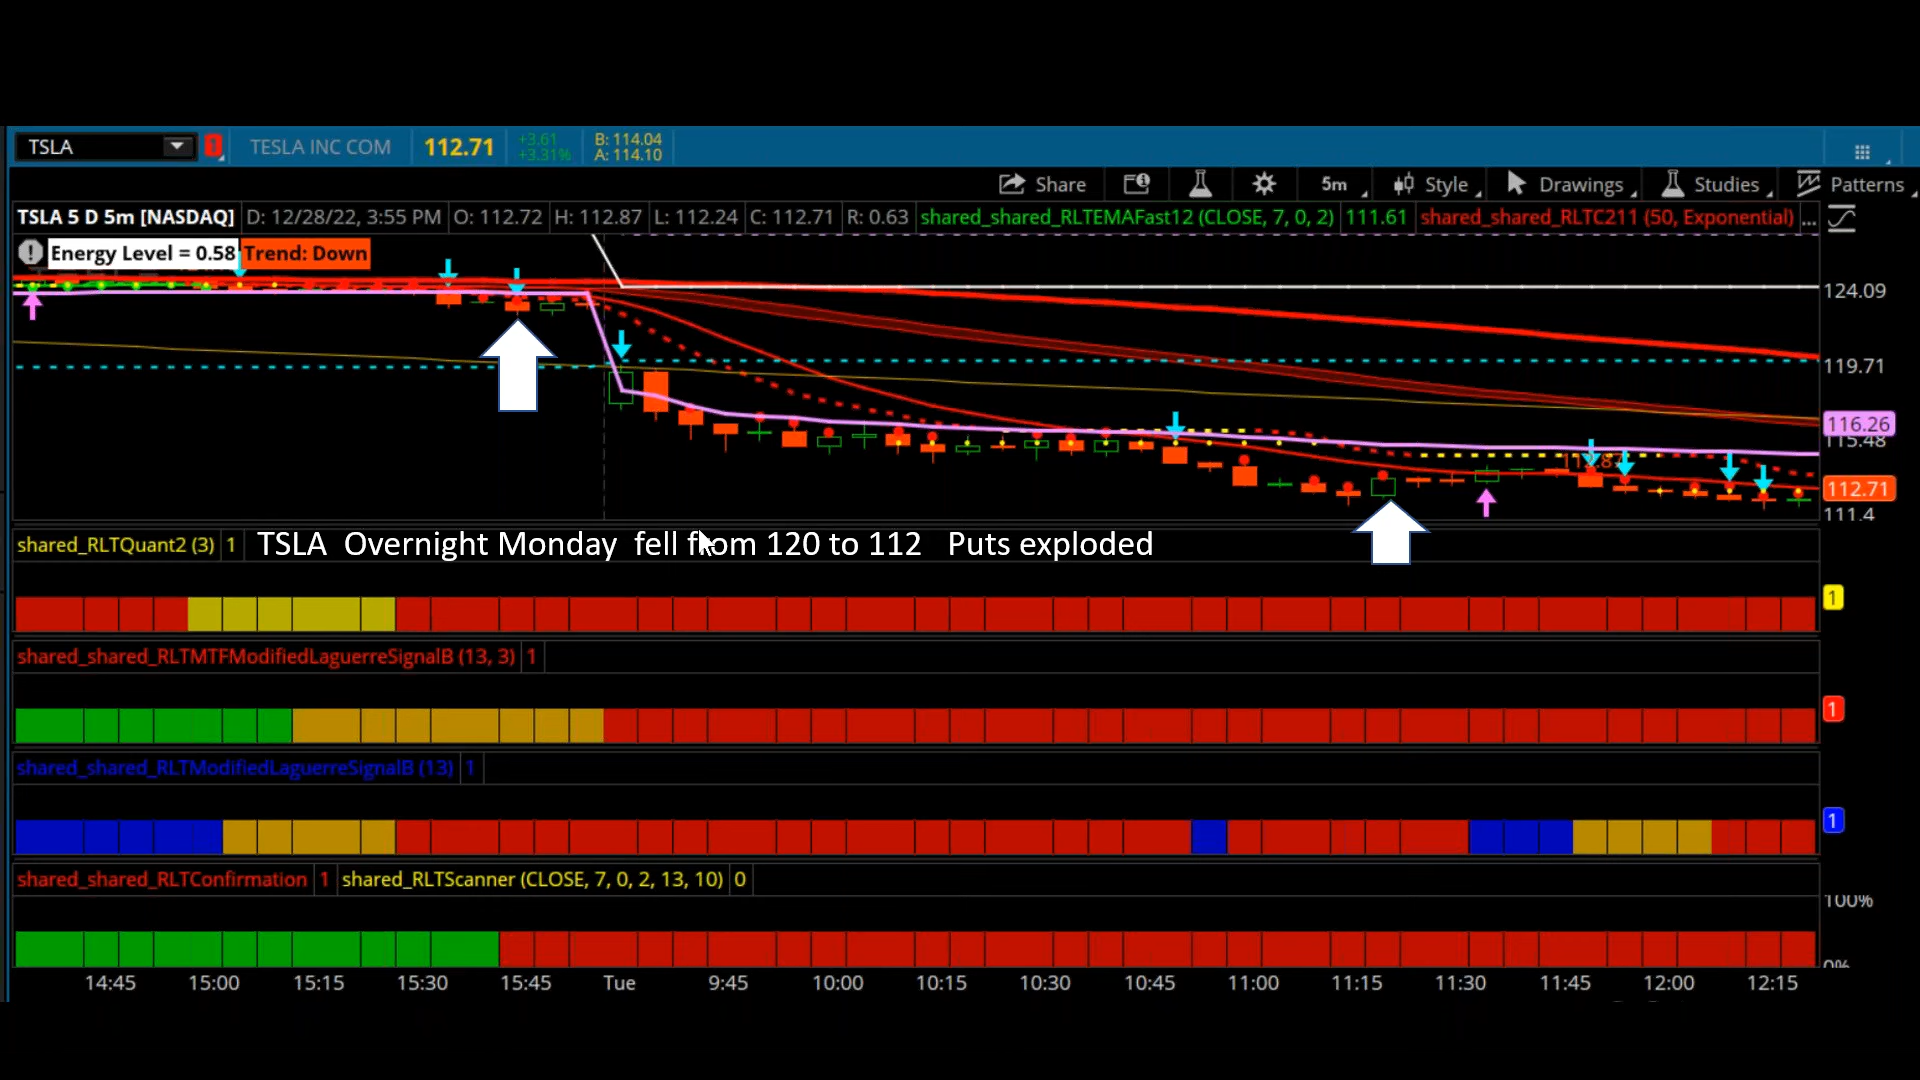 TSLA 1 TESLA INC COM 112.71 +3.61 B: 114.04
+3.31% A: 114.10
Share 5m Style Drawings Studies Patterns
TSLA 5 D 5m [NASDAQ] D: 12/28/22, 3:55 PM O: 112.72 H: 112.87 L: 112.24 C: 112.71 R: 0.63 shared_shared_RLTEMAFast12 (CLOSE, 7, 0, 2) 111.61 shared_shared_RLTC211 (50, Exponential) ...
Energy Level = 0.58 Trend: Down
124.09
119.71
116.26
115.48
112.71
111.4
shared_RLTQuant2 (3) 1 TSLA Overnight Monday fell from 120 to 112 Puts exploded
1
shared_shared_RLTMTFModifiedLaguerreSignalB (13, 3) 1
1
shared_shared_RLTModifiedLaguerreSignalB (13) 1
1
shared_shared_RLTConfirmation 1 shared_RLTScanner (CLOSE, 7, 0, 2, 13, 10) 0
100%
0%
14:45 15:00 15:15 15:30 15:45 Tue 9:45 10:00 10:15 10:30 10:45 11:00 11:15 11:30 11:45 12:00 12:15